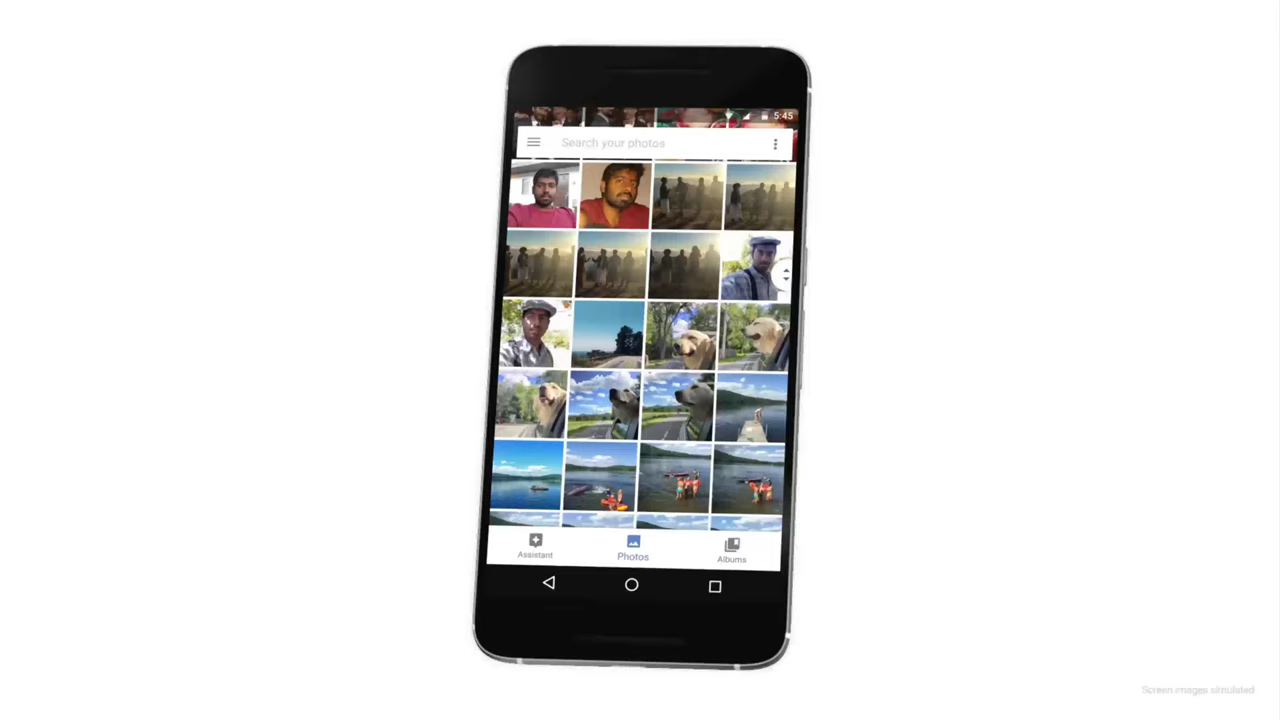 5:45
Search your photos
Assistant
Photos
Albums
Screen images simulated